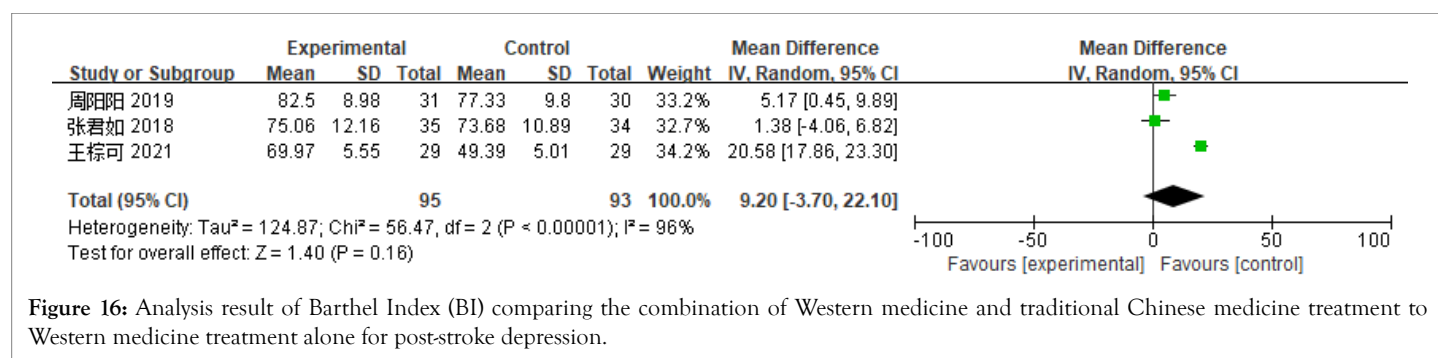 Experimental Control Mean Difference Mean Difference
Study or Subgroup Mean SD Total Mean SD Total Weight IV, Random, 95% CI IV, Random, 95% CI
周阳阳 2019 82.5 8.98 31 77.33 9.8 30 33.2% 5.17 [0.45, 9.89]
张君如 2018 75.06 12.16 35 73.68 10.89 34 32.7% 1.38 [-4.06, 6.82]
王棕可 2021 69.97 5.55 29 49.39 5.01 29 34.2% 20.58 [17.86, 23.30]
Total (95% CI) 95 93 100.0% 9.20 [-3.70, 22.10]
Heterogeneity: Tau² = 124.87; Chi² = 56.47, df = 2 (P < 0.00001); I² = 96%
Test for overall effect: Z = 1.40 (P = 0.16)
-100 -50 0 50 100
Favours [experimental] Favours [control]
Figure 16: Analysis result of Barthel Index (BI) comparing the combination of Western medicine and traditional Chinese medicine treatment to
Western medicine treatment alone for post-stroke depression.